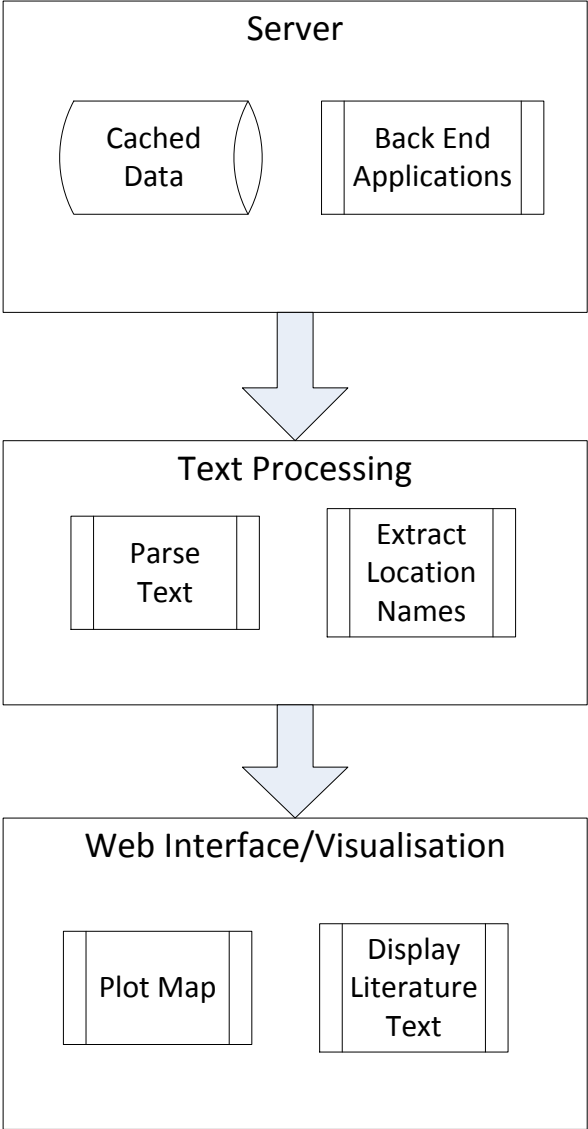 Server
Cached
Data
Back End
Applications
Text Processing
Parse
Text
Extract
Location
Names
Web Interface/Visualisation
Plot Map
Display
Literature
Text